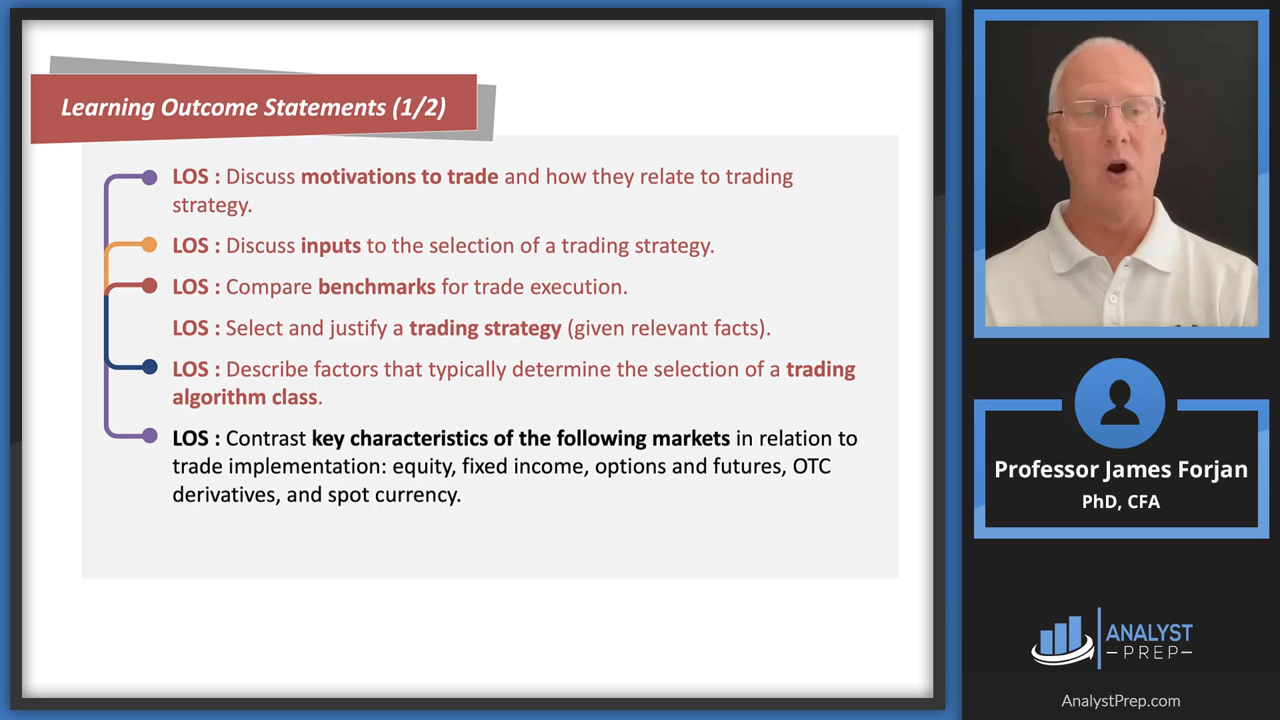 Learning Outcome Statements (1/2)
LOS : Discuss motivations to trade and how they relate to trading
strategy.
LOS : Discuss inputs to the selection of a trading strategy.
LOS : Compare benchmarks for trade execution.
LOS : Select and justify a trading strategy (given relevant facts).
LOS : Describe factors that typically determine the selection of a trading
algorithm class.
LOS : Contrast key characteristics of the following markets in relation to
trade implementation: equity, fixed income, options and futures, OTC
derivatives, and spot currency.
Professor James Forjan
PhD, CFA
ANALYST
–PREP–
AnalystPrep.com